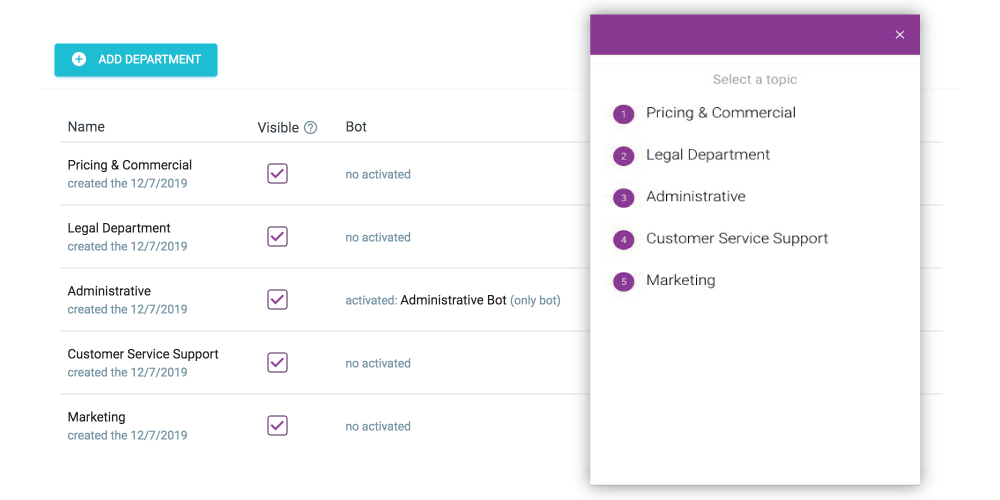 ADD DEPARTMENT
Name Visible Bot
Pricing & Commercial
created the 12/7/2019
no activated
Legal Department
created the 12/7/2019
no activated
Administrative
created the 12/7/2019
activated: Administrative Bot (only bot)
Customer Service Support
created the 12/7/2019
no activated
Marketing
created the 12/7/2019
no activated
Select a topic
1 Pricing & Commercial
2 Legal Department
3 Administrative
4 Customer Service Support
5 Marketing